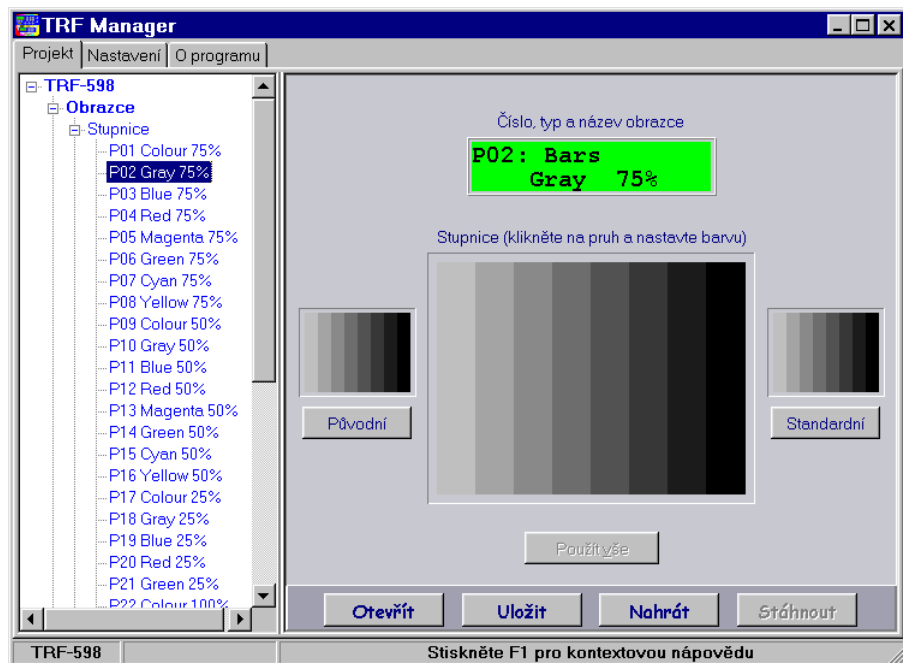 TRF Manager
Projekt Nastavení O programu
TRF-598
Obrazce
Stupnice
P01 Colour 75%
P02 Gray 75%
P03 Blue 75%
P04 Red 75%
P05 Magenta 75%
P06 Green 75%
P07 Cyan 75%
P08 Yellow 75%
P09 Colour 50%
P10 Gray 50%
P11 Blue 50%
P12 Red 50%
P13 Magenta 50%
P14 Green 50%
P15 Cyan 50%
P16 Yellow 50%
P17 Colour 25%
P18 Gray 25%
P19 Blue 25%
P20 Red 25%
P21 Green 25%
P22 Colour 100%
Číslo, typ a název obrazce
P02: Bars
Gray 75%
Stupnice (klikněte na pruh a nastavte barvu)
Původní
Standardní
Použít vše
Otevřít Uložit Nahrát Stáhnout
TRF-598 Stiskněte F1 pro kontextovou nápovědu